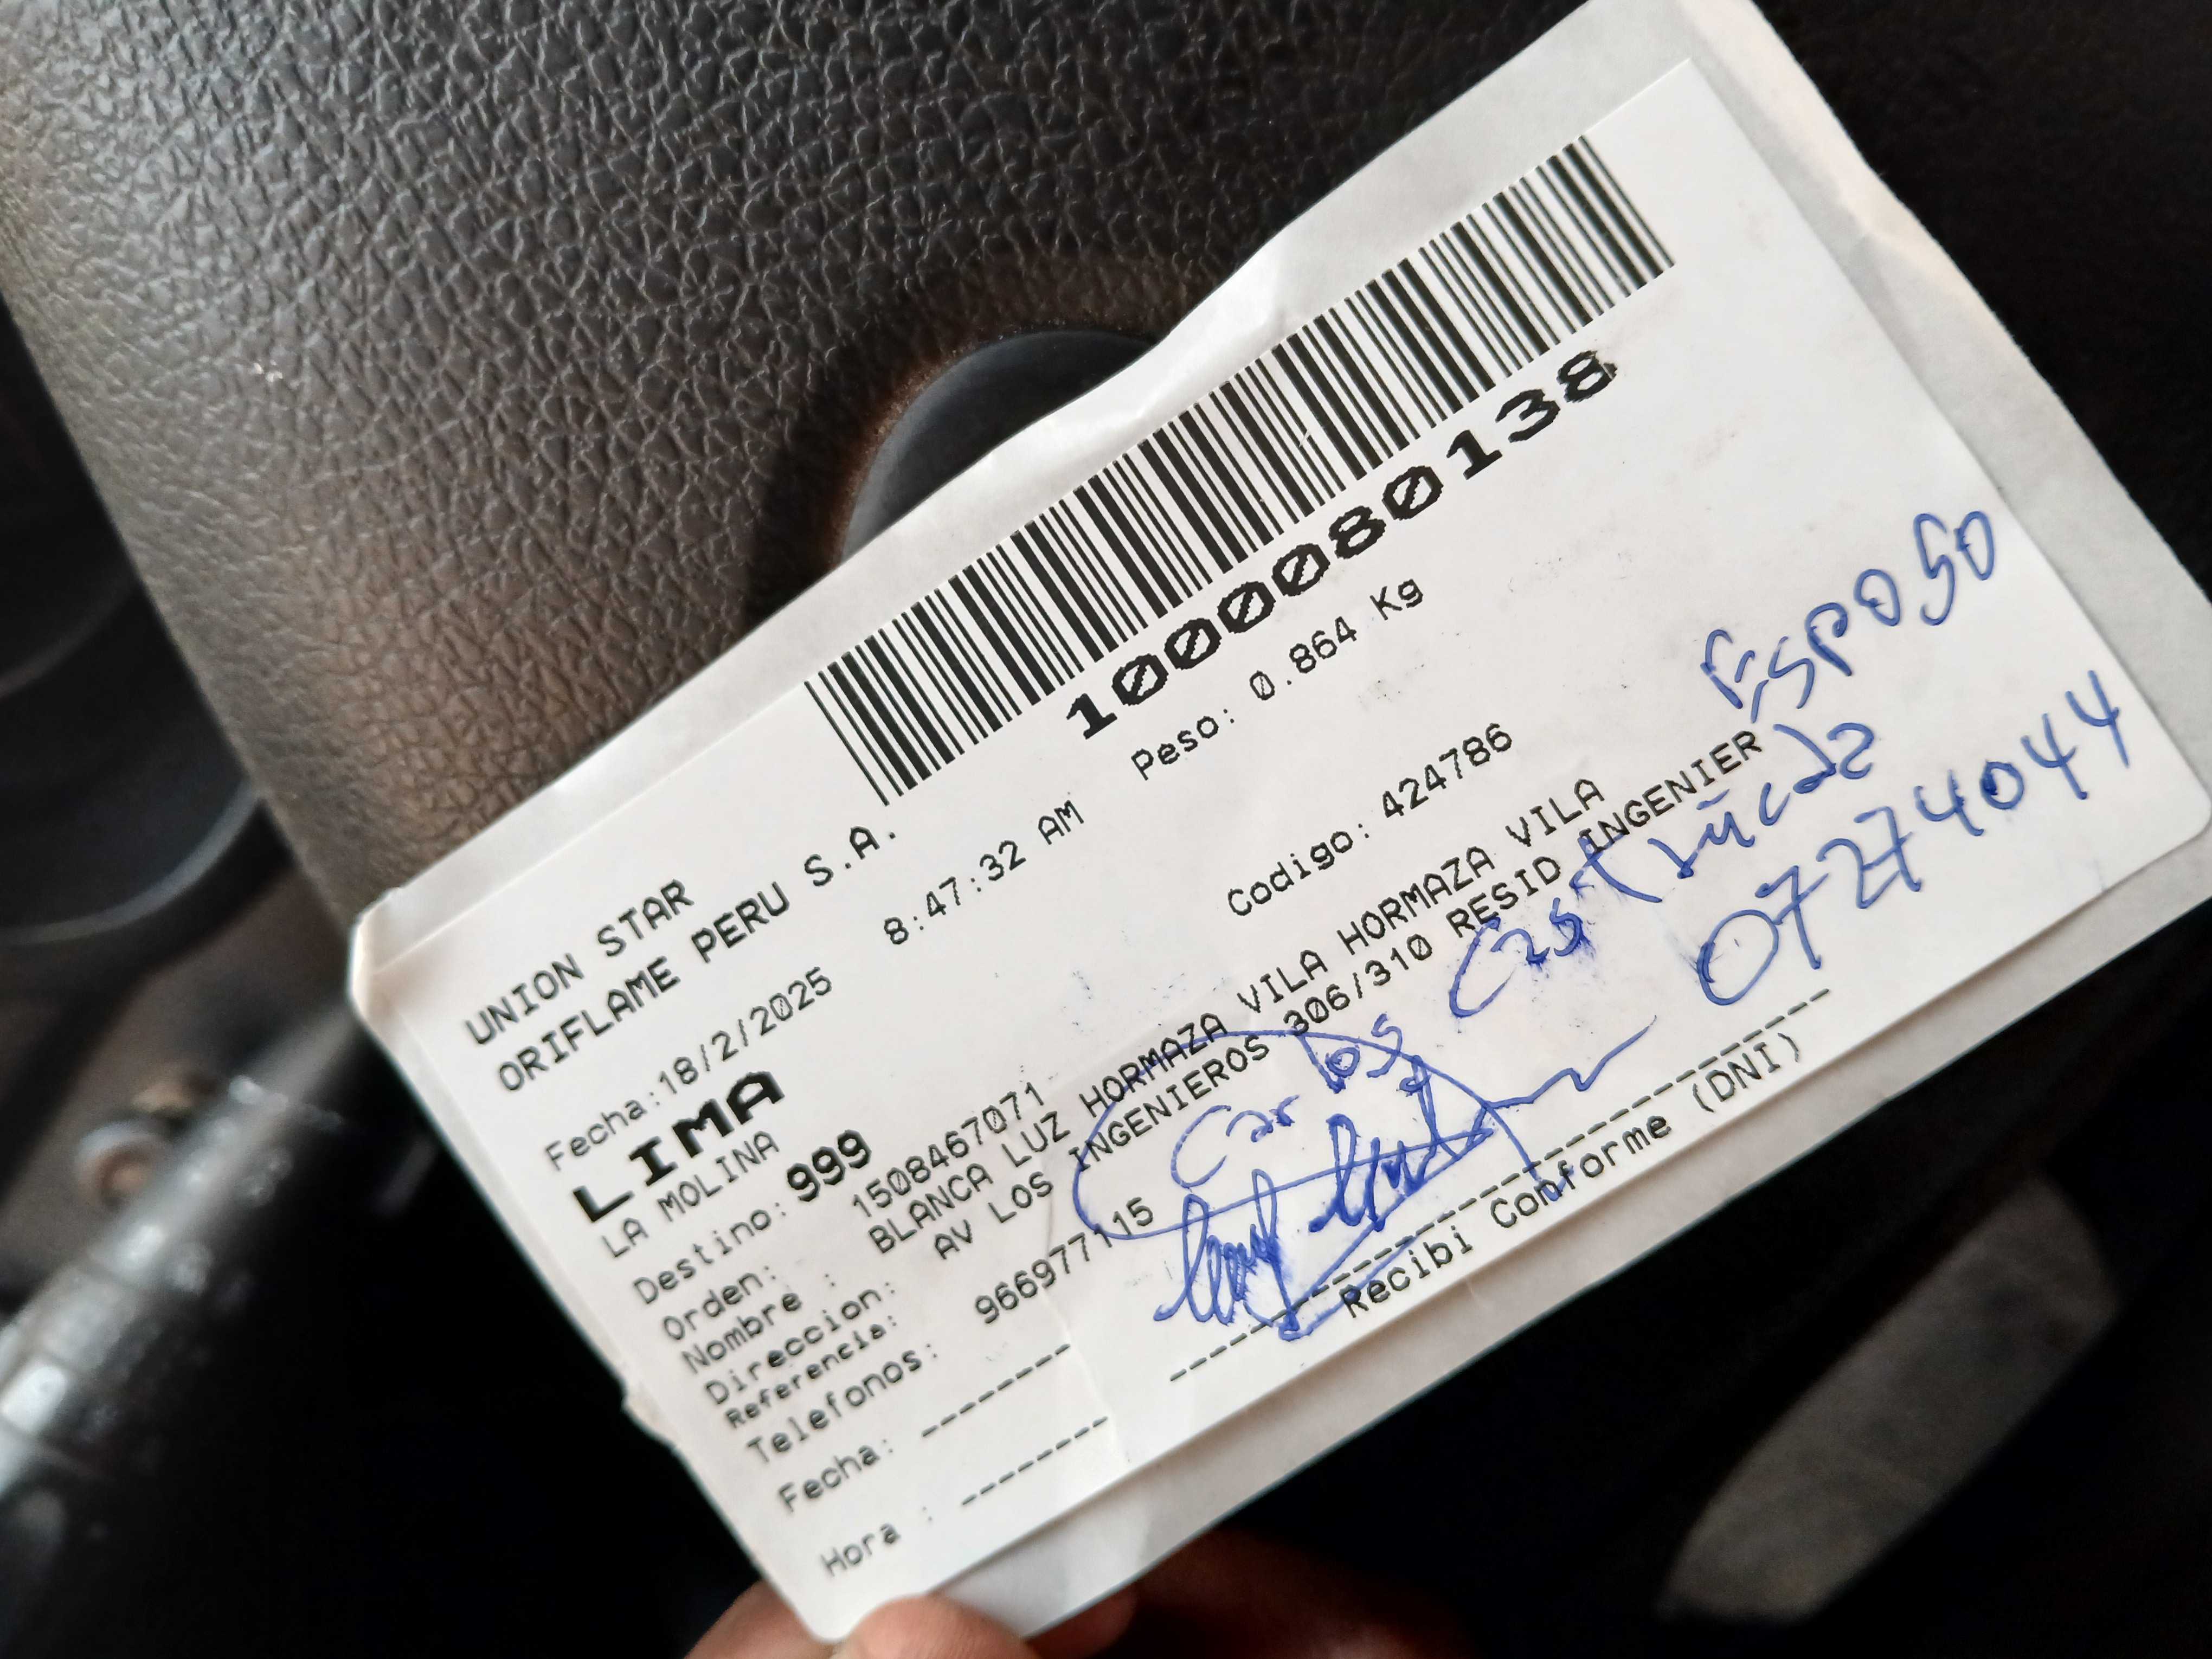 1000080138
UNION STAR
ORIFLAME PERU S.A.
Fecha:18/2/2025 8:47:32 AM Peso: 0.864 Kg
LIMA
LA MOLINA
Destino: 999 Codigo: 424786
Orden: 1508467071
Nombre : BLANCA LUZ HORMAZA VILA HORMAZA VILA
Direccion: AV LOS INGENIEROS 306/310 RESID INGENIER
Referencia:
Telefonos: 966977115
Esposo
Carlos
07274044
Fecha: --------
Hora : --------
Recibi Conforme (DNI)